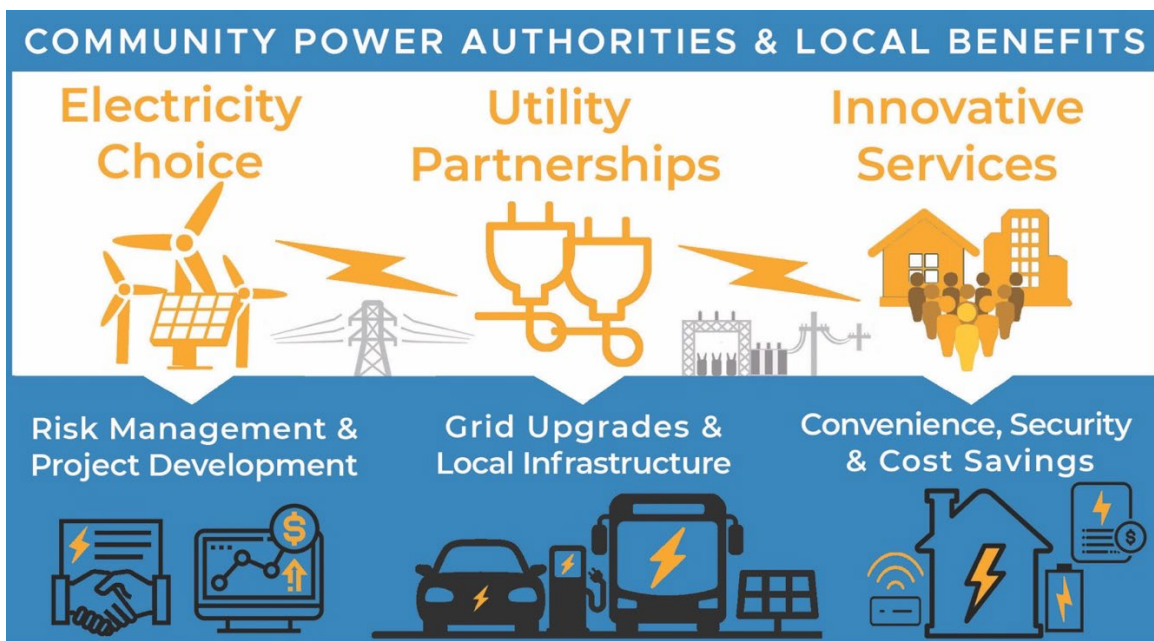 COMMUNITY POWER AUTHORITIES & LOCAL BENEFITS
Electricity
Choice
Utility
Partnerships
Innovative
Services
Risk Management &
Project Development
Grid Upgrades &
Local Infrastructure
Convenience, Security
& Cost Savings
$
$